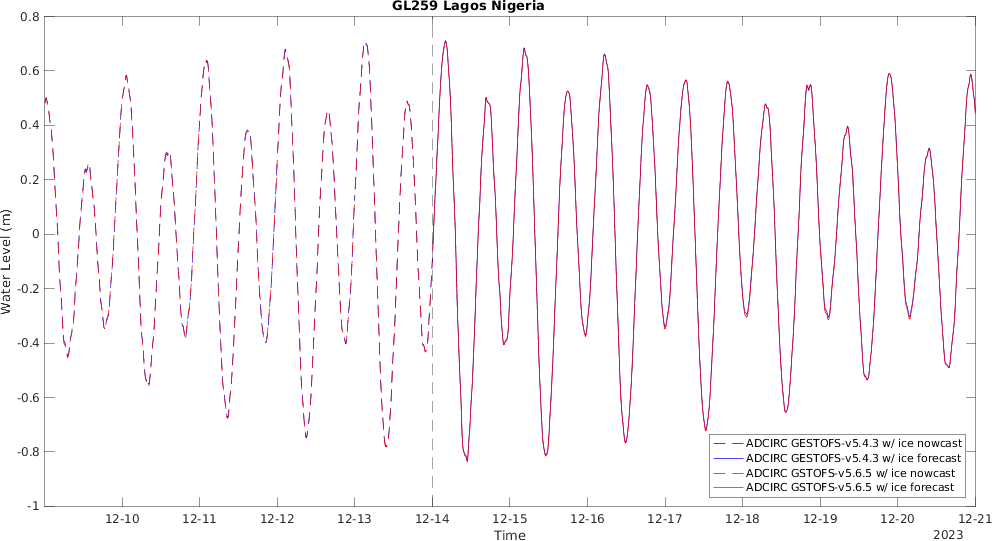 GL259 Lagos Nigeria
0.8
0.6
0.4
0.2
0
-0.2
-0.4
-0.6
-0.8
-1
Water Level (m)
ADCIRC GESTOFS-v5.4.3 w/ ice nowcast
ADCIRC GESTOFS-v5.4.3 w/ ice forecast
ADCIRC GSTOFS-v5.6.5 w/ ice nowcast
ADCIRC GSTOFS-v5.6.5 w/ ice forecast
12-10 12-11 12-12 12-13 12-14 12-15 12-16 12-17 12-18 12-19 12-20 12-21
Time
2023